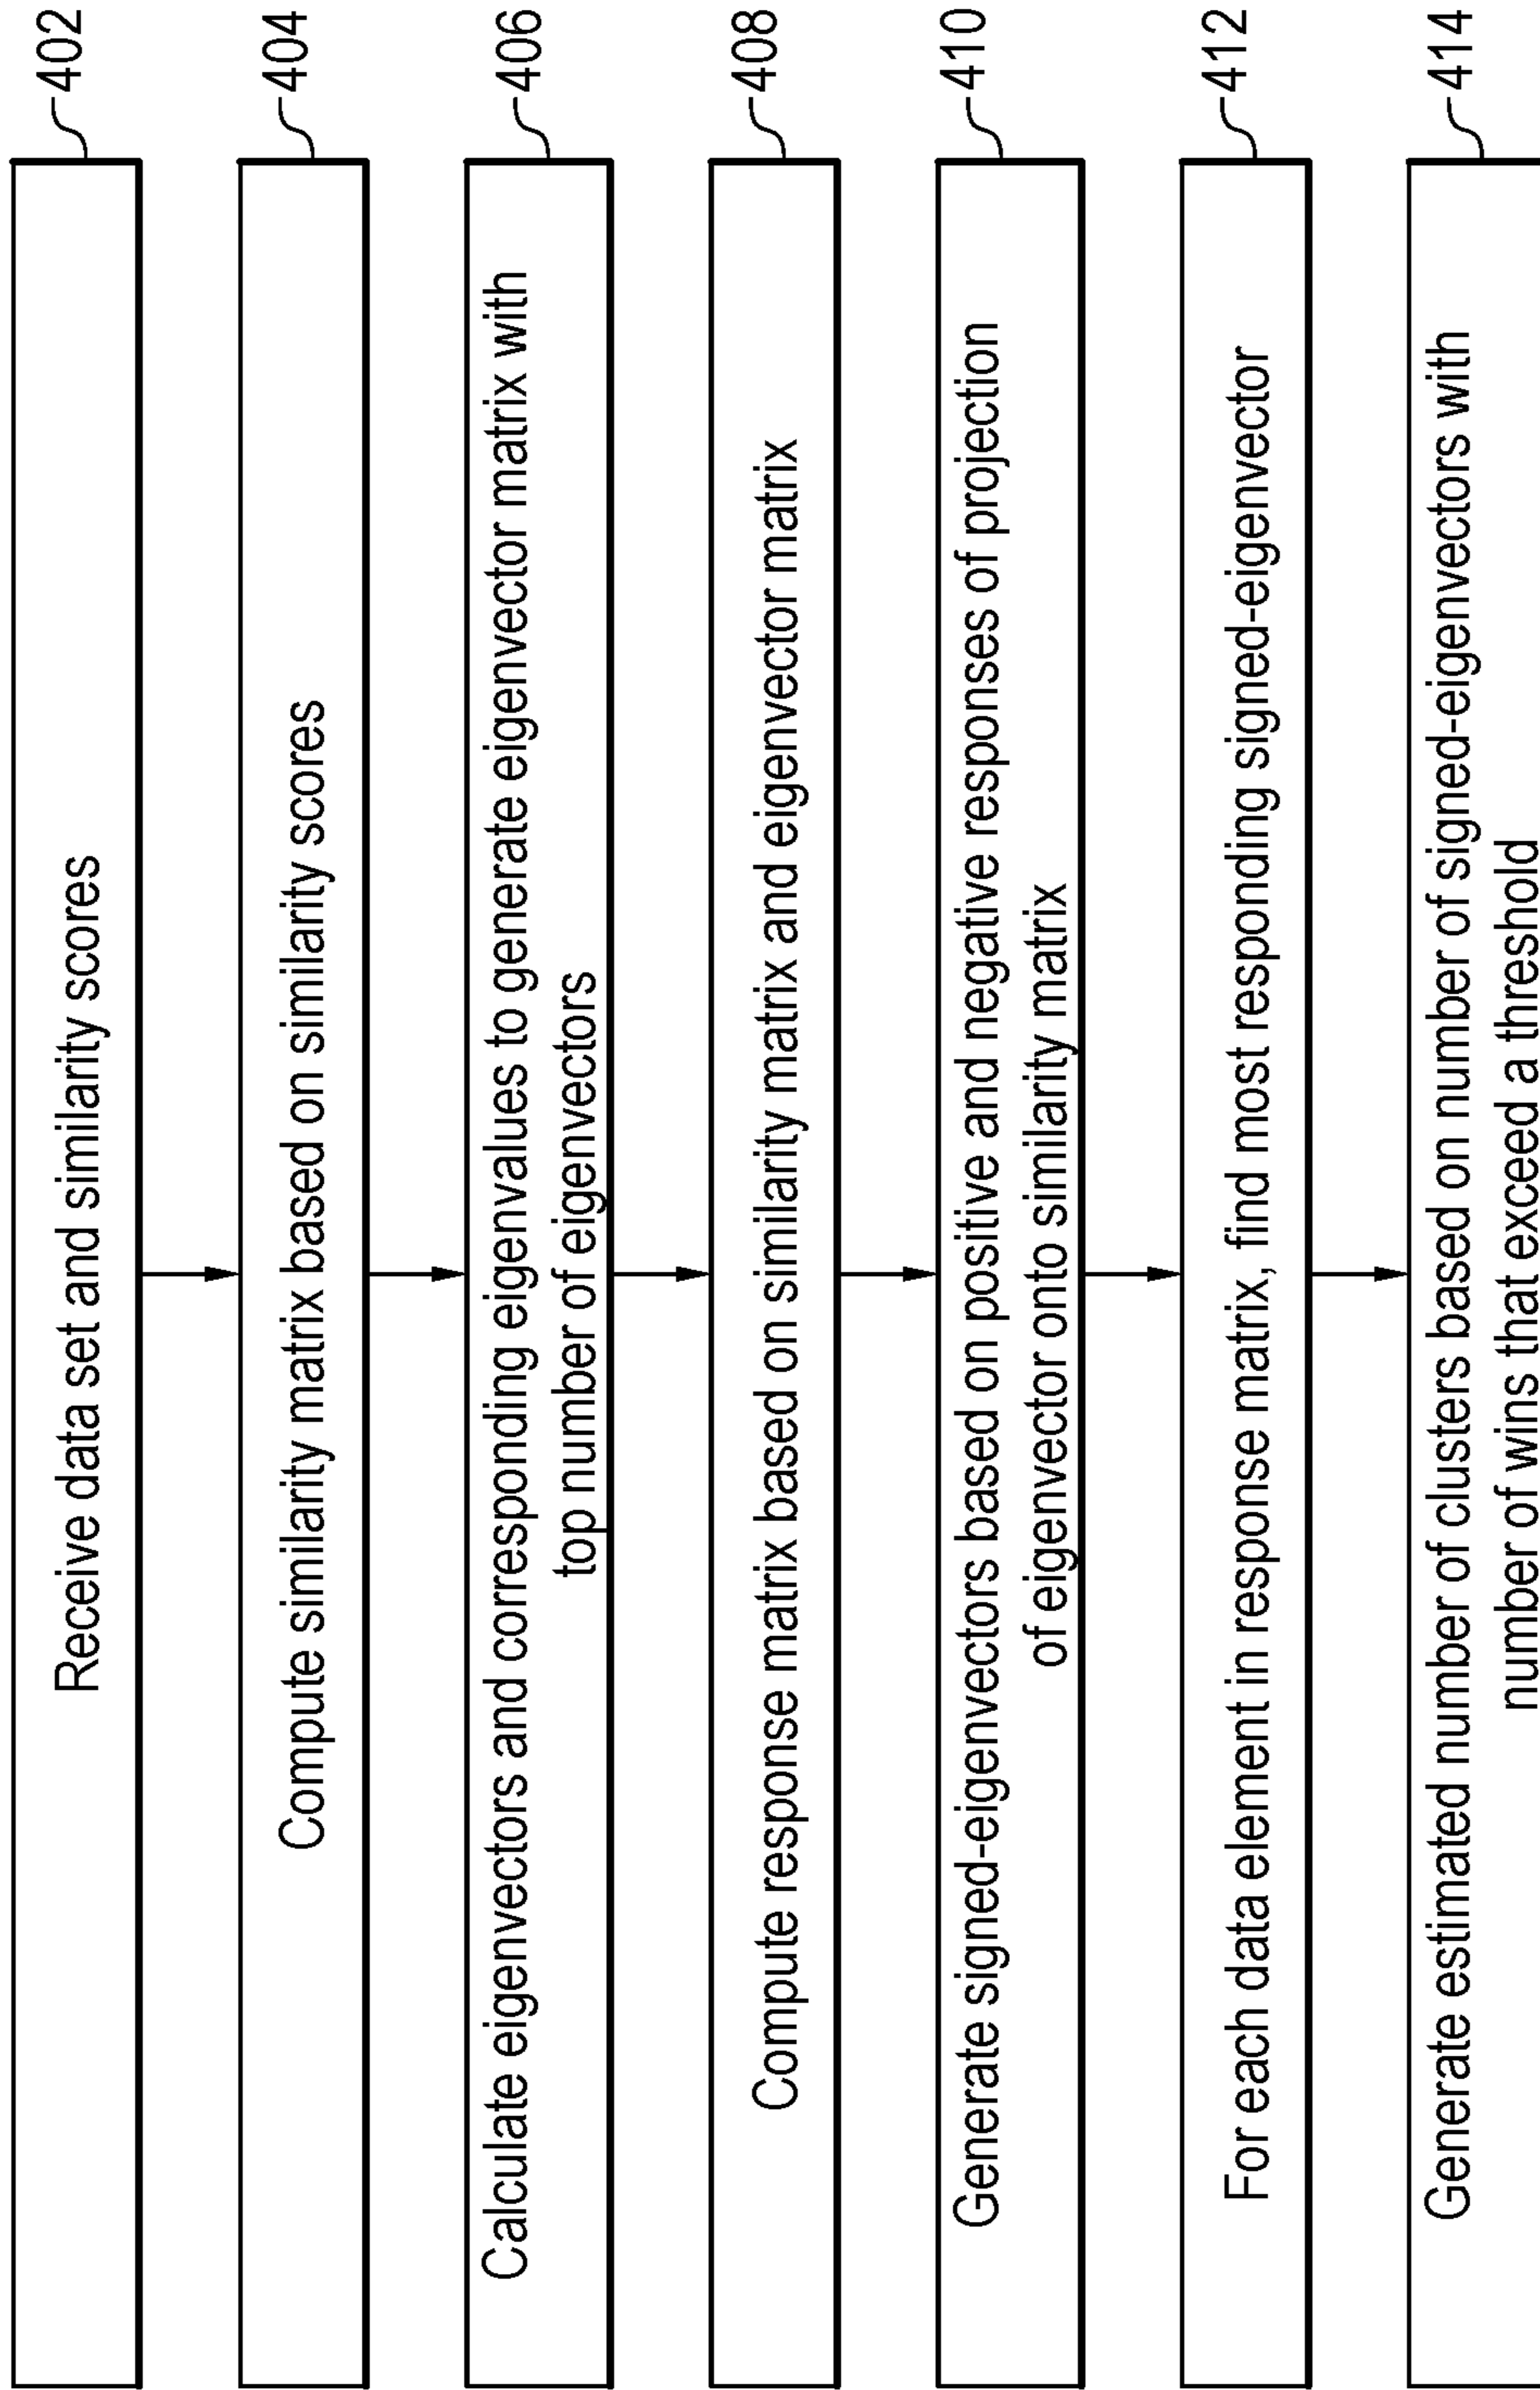 Receive data set and similarity scores
402
Compute similarity matrix based on similarity scores
404
Calculate eigenvectors and corresponding eigenvalues to generate eigenvector matrix with
top number of eigenvectors
406
Compute response matrix based on similarity matrix and eigenvector matrix
408
Generate signed-eigenvectors based on positive and negative responses of projection
of eigenvector onto similarity matrix
410
For each data element in response matrix, find most responding signed-eigenvector
412
Generate estimated number of clusters based on number of signed-eigenvectors with
number of wins that exceed a threshold
414